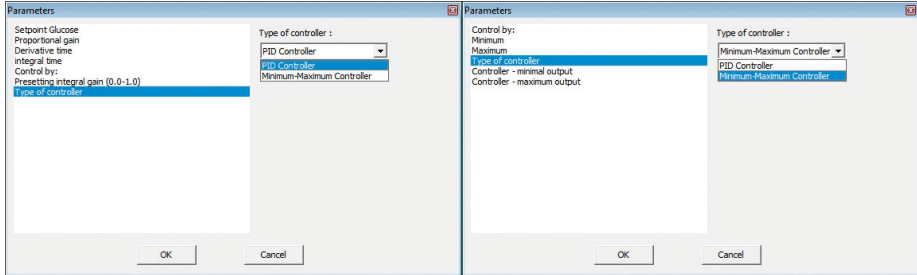 Parameters
Setpoint Glucose
Proportional gain
Derivative time
integral time
Control by:
Presetting integral gain (0.0-1.0)
Type of controller
Type of controller :
PID Controller
PID Controller
Minimum-Maximum Controller
OK
Cancel
Parameters
Control by:
Minimum
Maximum
Type of controller
Controller - minimal output
Controller - maximum output
Type of controller :
Minimum-Maximum Controller
PID Controller
Minimum-Maximum Controller
OK
Cancel